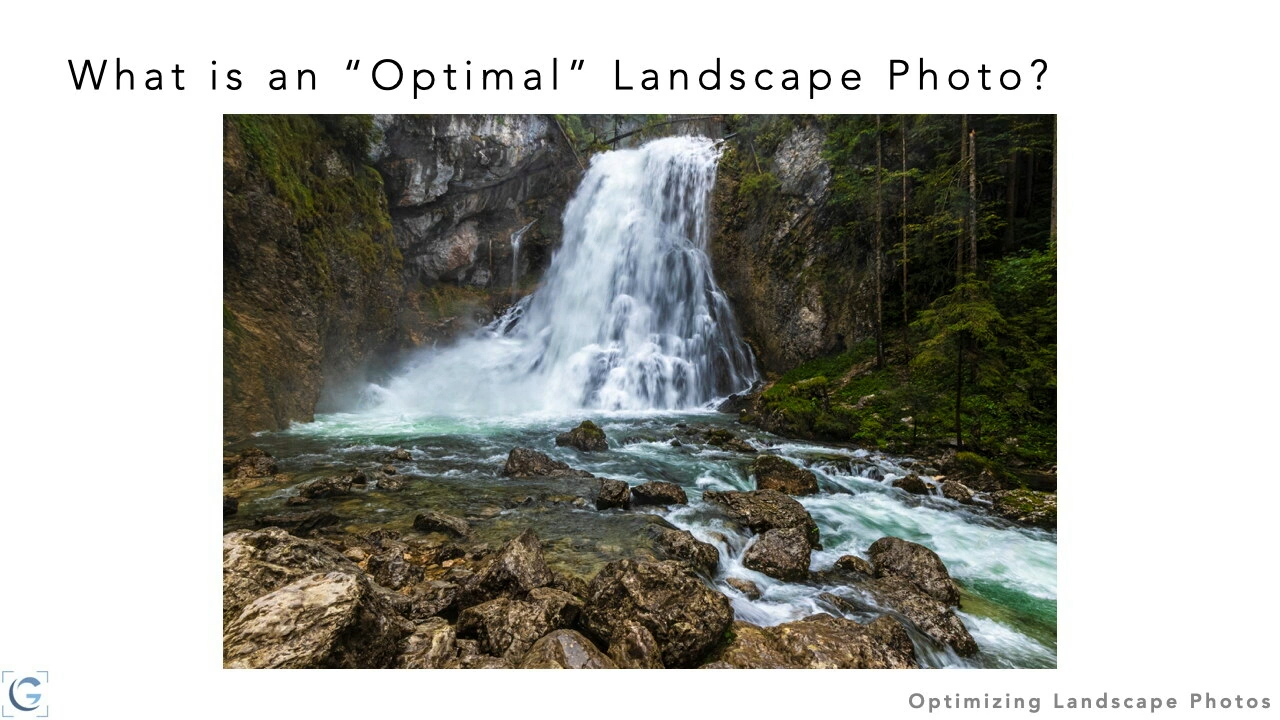 What is an “Optimal” Landscape Photo?
G
Optimizing Landscape Photos